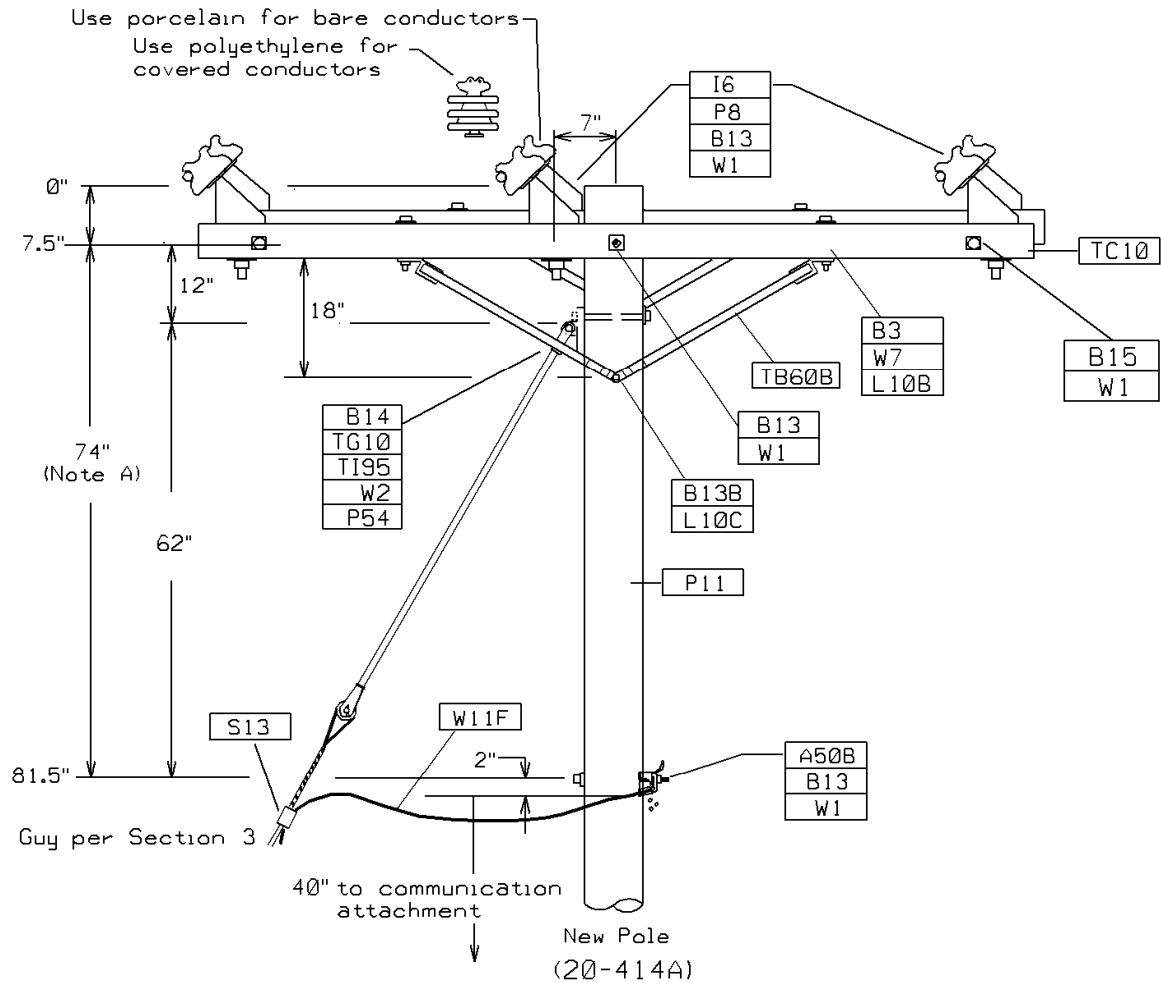 Use porcelain for bare conductors
Use polyethylene for
covered conductors
7"
I6
P8
B13
W1
0"
7.5"
TC10
12"
18"
B3
W7
L10B
B15
W1
TB60B
B14
TG10
TI95
W2
P54
B13
W1
74"
(Note A)
B13B
L10C
62"
P11
S13
W11F
2"
A50B
B13
W1
81.5"
Guy per Section 3
40" to communication
attachment
New Pole
(20-414A)